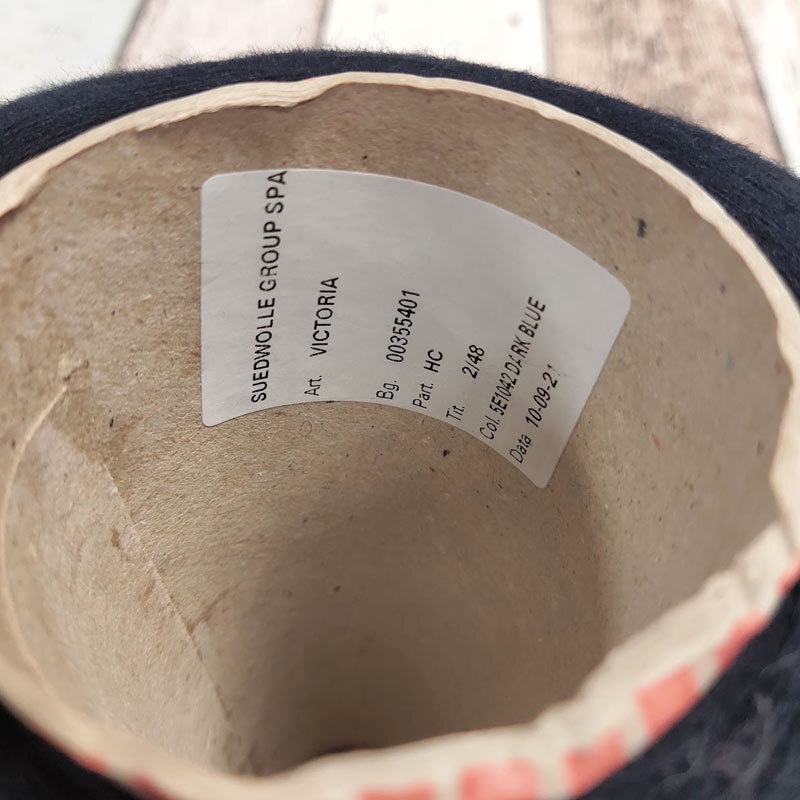 SUEDWOLLE GROUP SPA
Art. VICTORIA
Bg. 00355401
Part. HC
Tit. 2/48
Col. 5E1042 DARK BLUE
Data 10-09-21